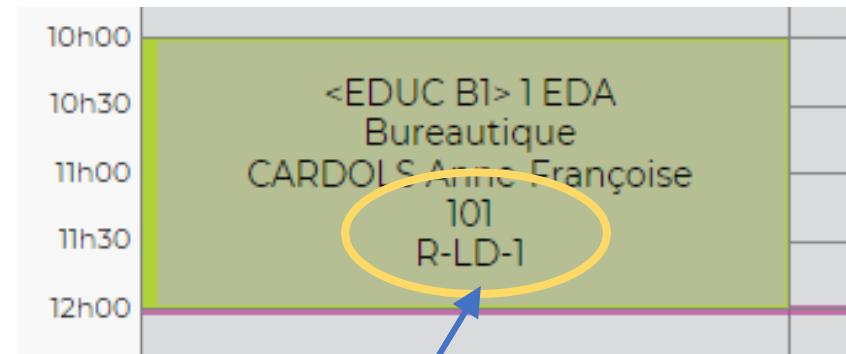 10h00
10h30
11h00
11h30
12h00
<EDUC B1> 1 EDA
Bureautique
CARDOLS Anne-Françoise
101
R-LD-1